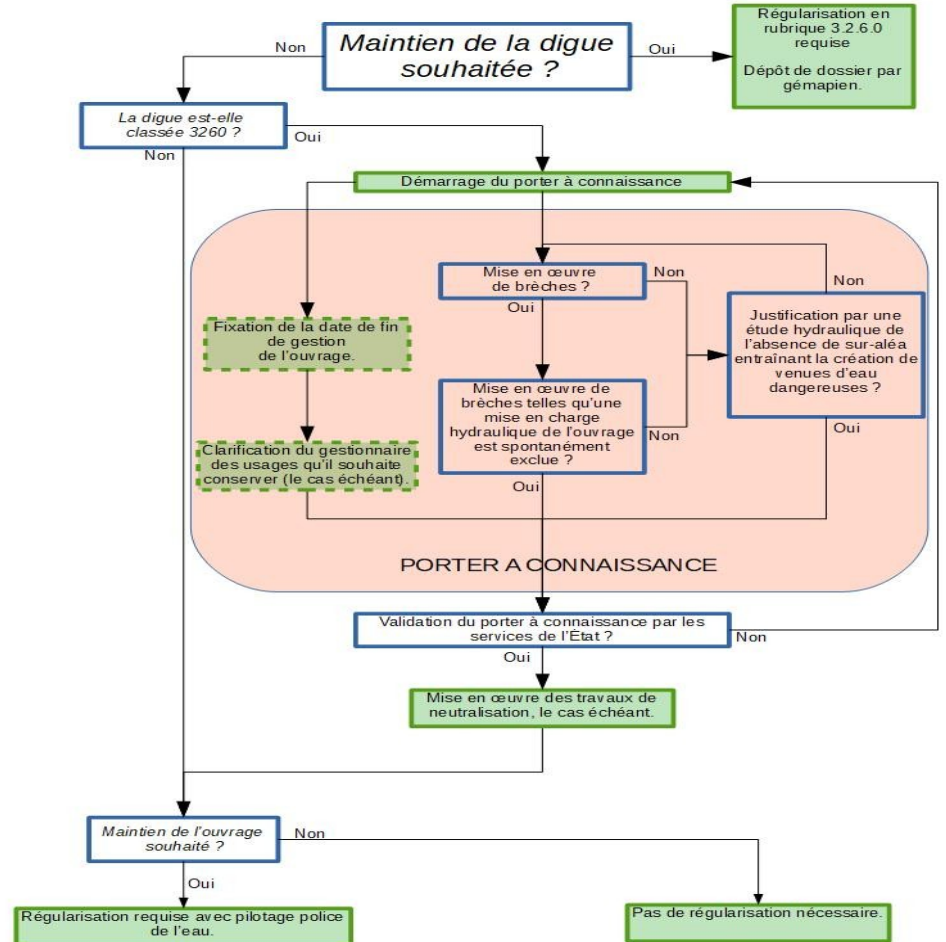 Régularisation en
rubrique 3.2.6.0
requise
Dépôt de dossier par
gémapien.
Non
Maintien de la digue
souhaitée ?
Oui
La digue est-elle
classée 3260 ?
Oui
Non
Démarrage du porter à connaissance
Mise en œuvre
de brèches ?
Non
Oui
Non
Justification par une
étude hydraulique de
l'absence de sur-aléa
entraînant la création de
venues d'eau
dangereuses ?
Oui
Fixation de la date de fin
de gestion
de l'ouvrage.
Mise en œuvre de
brèches telles qu'une
mise en charge
hydraulique de l'ouvrage
est spontanément
exclue ?
Non
Oui
Clarification du gestionnaire
des usages qu'il souhaite
conserver (le cas échéant).
PORTER A CONNAISSANCE
Validation du porter à connaissance par les
services de l'État ?
Non
Oui
Mise en œuvre des travaux de
neutralisation, le cas échéant.
Maintien de l'ouvrage
souhaité ?
Non
Oui
Régularisation requise avec pilotage police
de l'eau.
Pas de régularisation nécessaire.